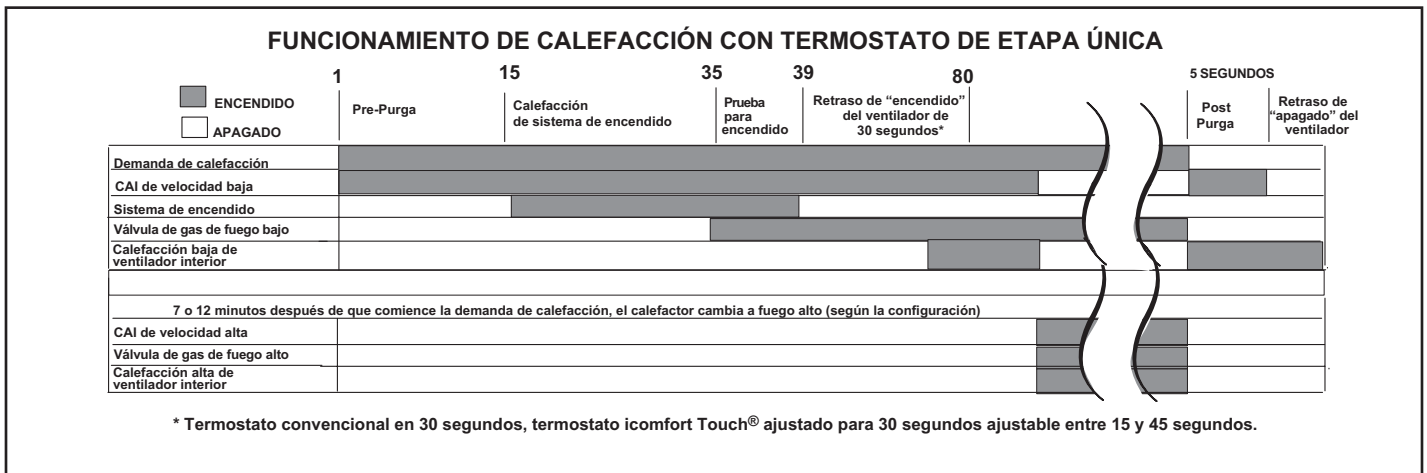 FUNCIONAMIENTO DE CALEFACCIÓN CON TERMOSTATO DE ETAPA ÚNICA
1 15 35 39 80 5 SEGUNDOS
ENCENDIDO
APAGADO
Pre-Purga
Calefacción
de sistema de encendido
Prueba
para
encendido
Retraso de “encendido”
del ventilador de
30 segundos*
Post
Purga
Retraso de
“apagado” del
ventilador
Demanda de calefacción
CAI de velocidad baja
Sistema de encendido
Válvula de gas de fuego bajo
Calefacción baja de
ventilador interior
7 o 12 minutos después de que comience la demanda de calefacción, el calefactor cambia a fuego alto (según la configuración)
CAI de velocidad alta
Válvula de gas de fuego alto
Calefacción alta de
ventilador interior
* Termostato convencional en 30 segundos, termostato icomfort Touch® ajustado para 30 segundos ajustable entre 15 y 45 segundos.